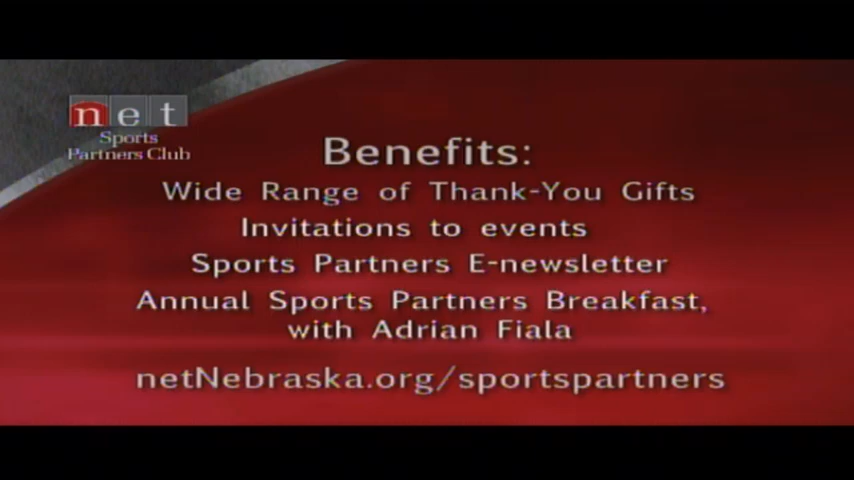 net
Sports
Partners Club
Benefits:
Wide Range of Thank-You Gifts
Invitations to events
Sports Partners E-newsletter
Annual Sports Partners Breakfast,
with Adrian Fiala
netNebraska.org/sportspartners